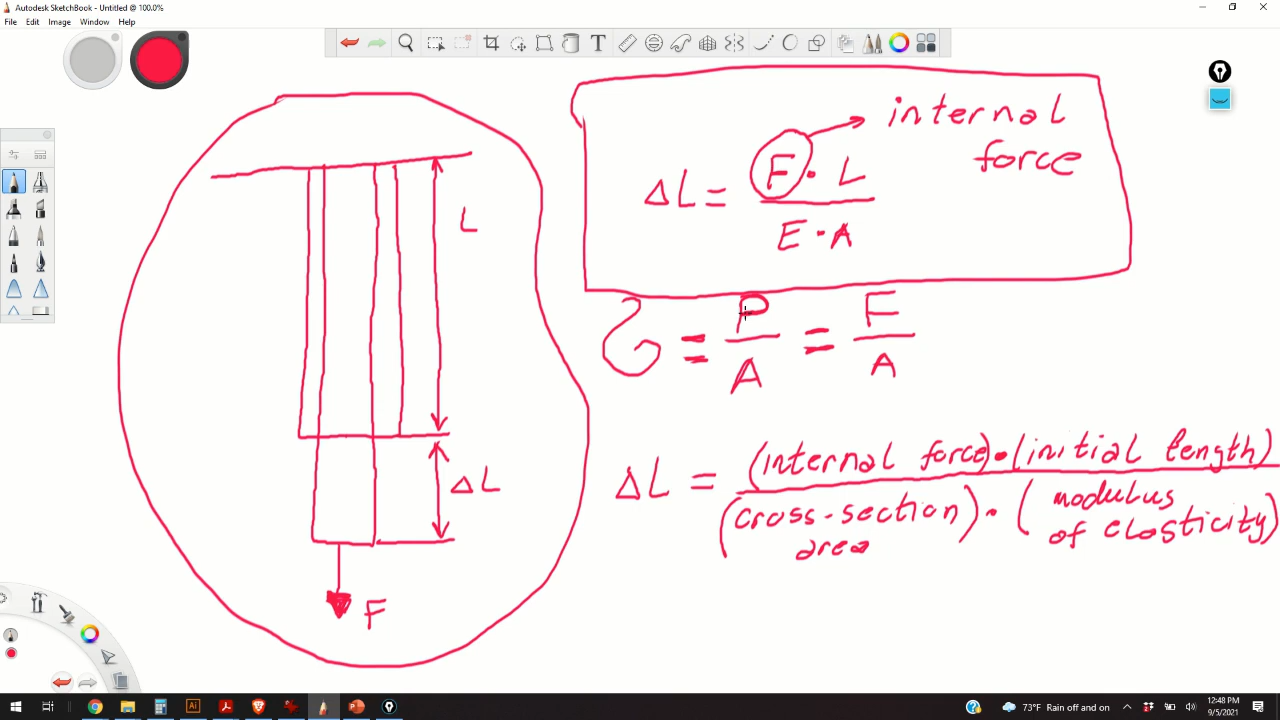 Autodesk SketchBook - Untitled @ 100.0%
File Edit Image Window Help
L
ΔL
F
internal
force
ΔL = F · L
E · A
σ = P = F
A A
ΔL = (internal force) · (initial length)
(cross-section) · (modulus
area of elasticity)
73°F Rain off and on
12:48 PM
9/5/2021